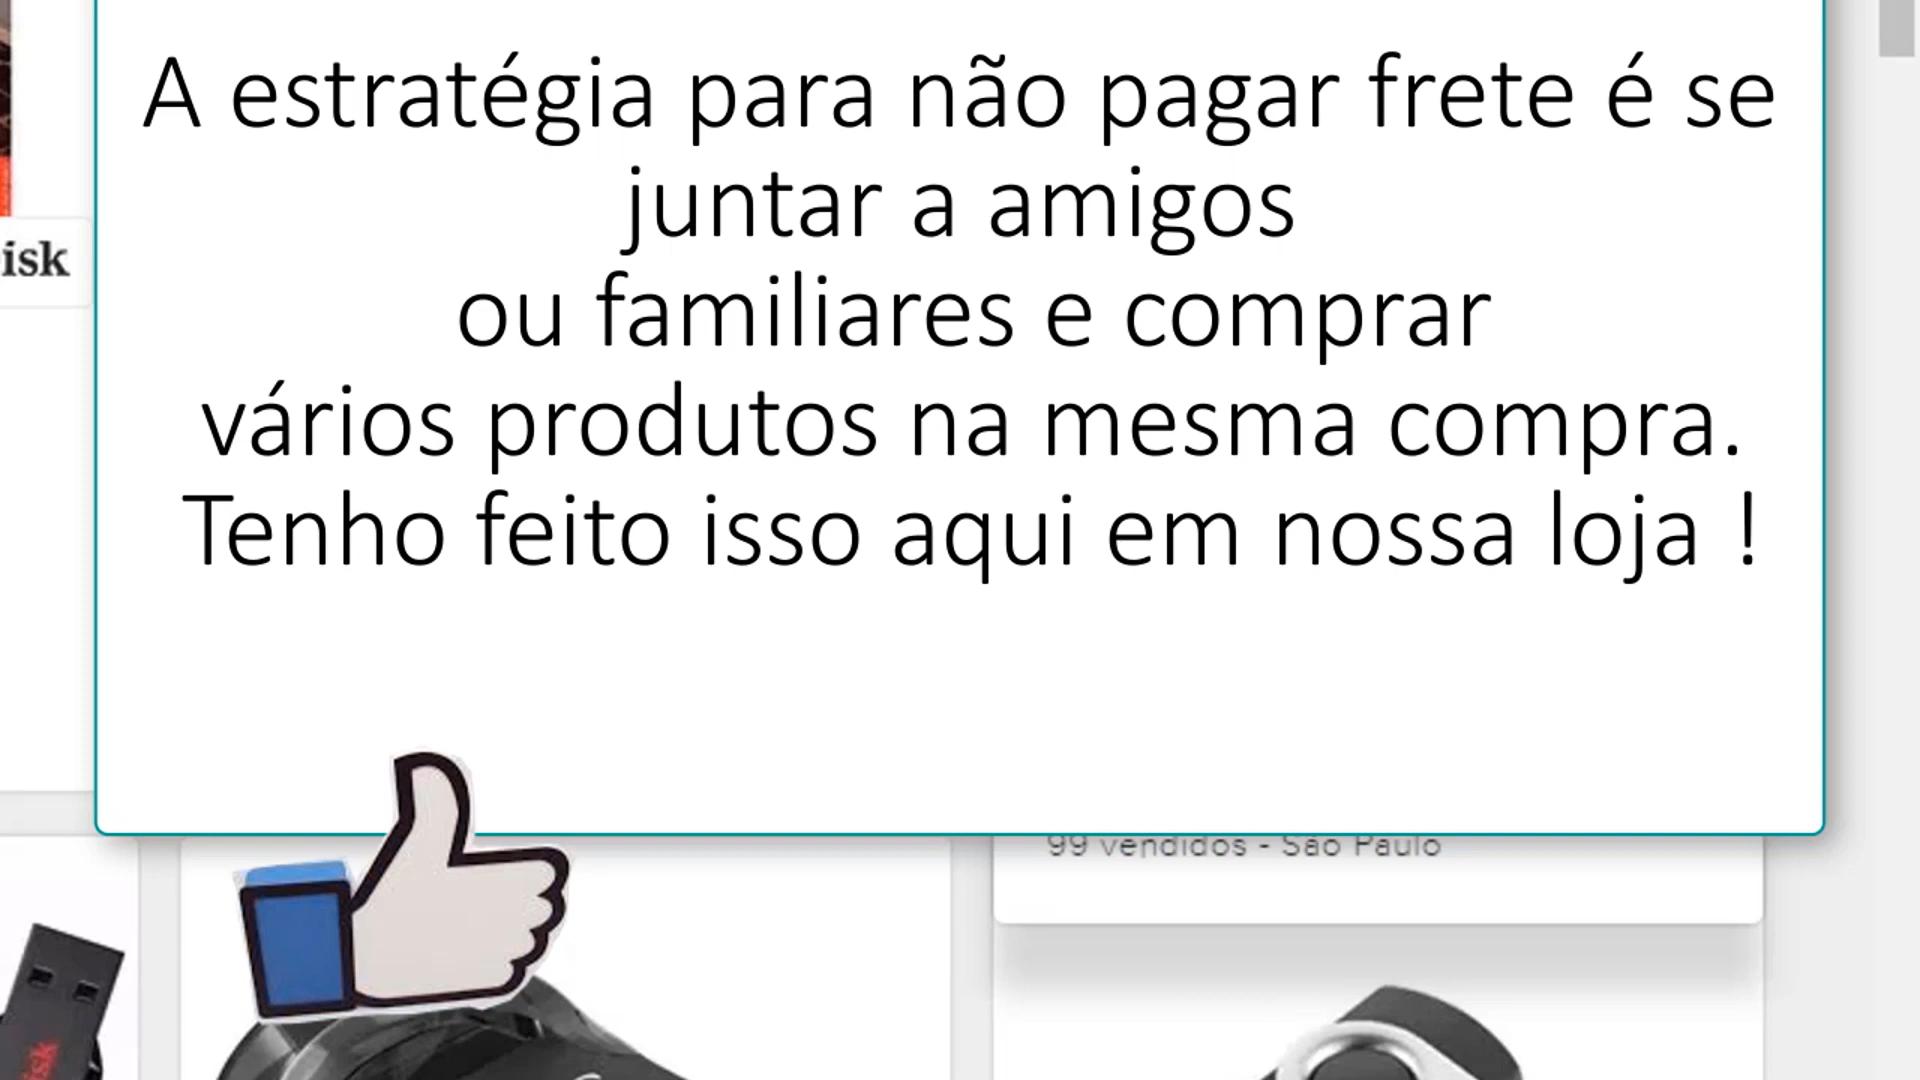 A estratégia para não pagar frete é se
juntar a amigos
ou familiares e comprar
vários produtos na mesma compra.
Tenho feito isso aqui em nossa loja !
isk
99 vendidos - São Paulo
isk